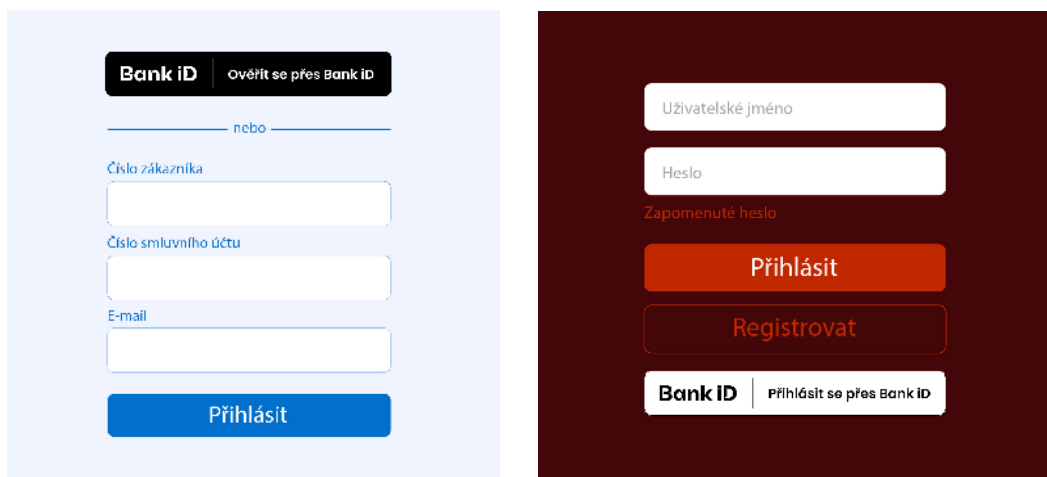 Bank iD | Ověřit se přes Bank iD
nebo
Číslo zákazníka
Číslo smluvního účtu
E-mail
Přihlásit
Uživatelské jméno
Heslo
Zapomenuté heslo
Přihlásit
Registrovat
Bank iD | Přihlásit se přes Bank iD